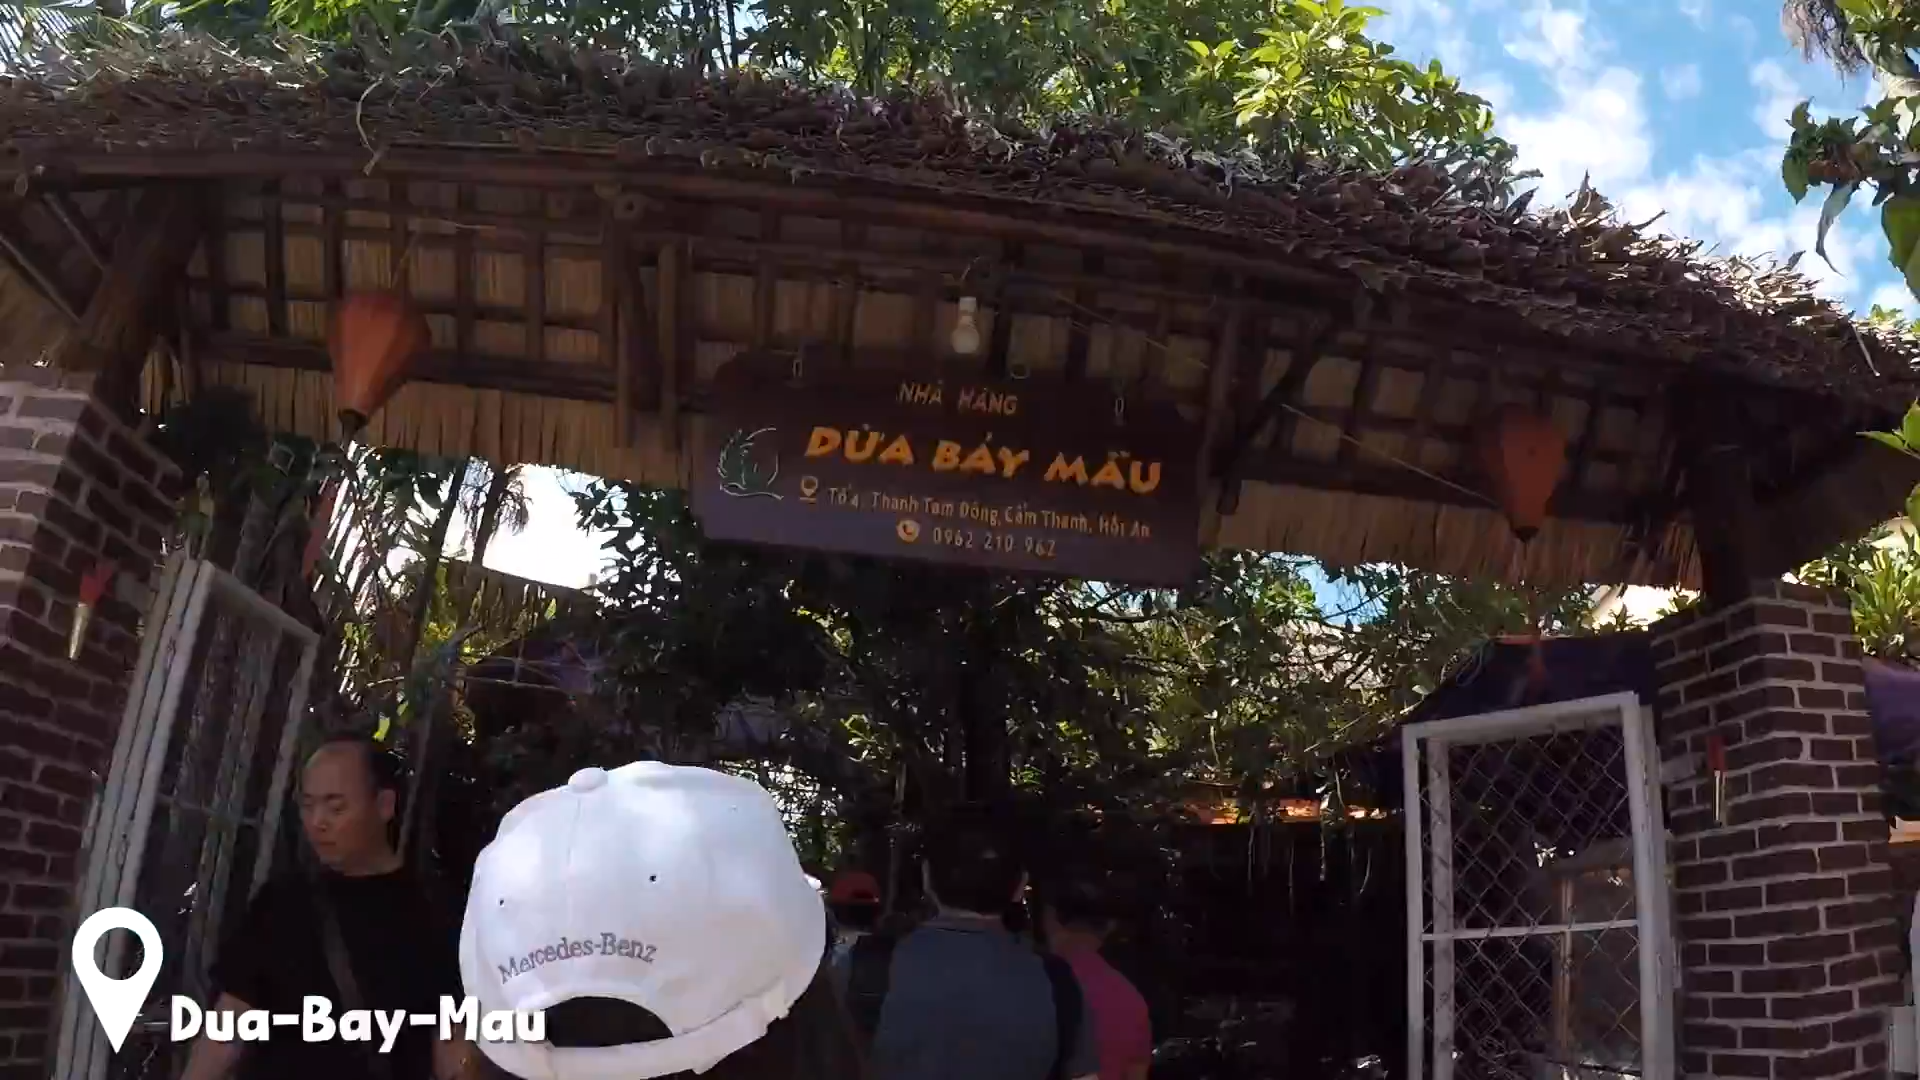 NHÀ HÀNG
DỪA BẢY MẪU
Tổ 4, Thanh Tam Đông, Cẩm Thanh, Hội An
0962 210 962
Mercedes-Benz
Dua-Bay-Mau